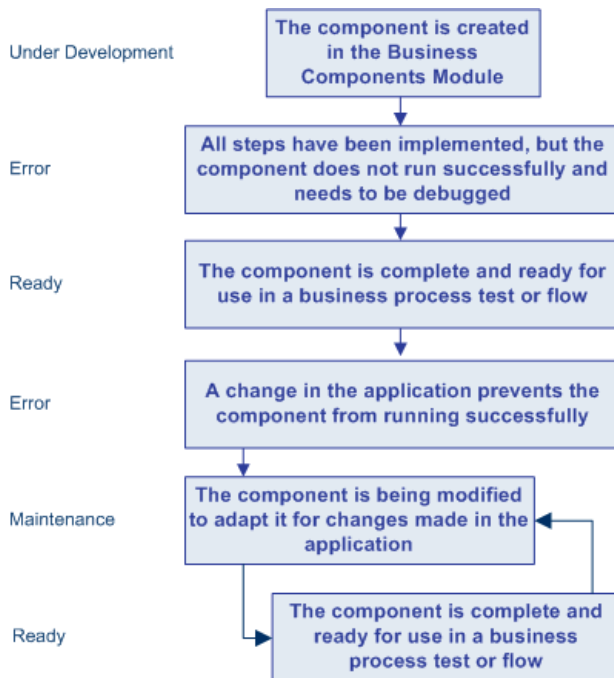 Under Development
The component is created
in the Business
Components Module
Error
All steps have been implemented, but the
component does not run successfully and
needs to be debugged
Ready
The component is complete and ready for
use in a business process test or flow
Error
A change in the application prevents the
component from running successfully
Maintenance
The component is being modified
to adapt it for changes made in the
application
Ready
The component is complete and
ready for use in a business
process test or flow